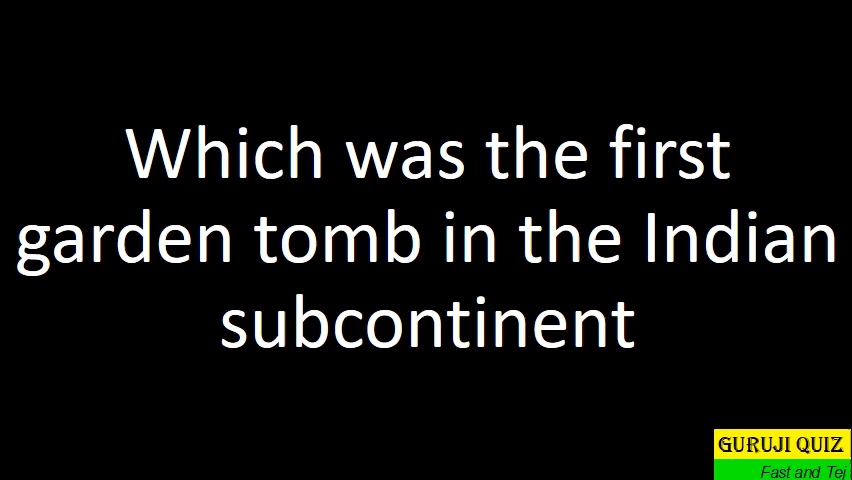 Which was the first
garden tomb in the Indian
subcontinent
GURUJI QUIZ
Fast and Tej